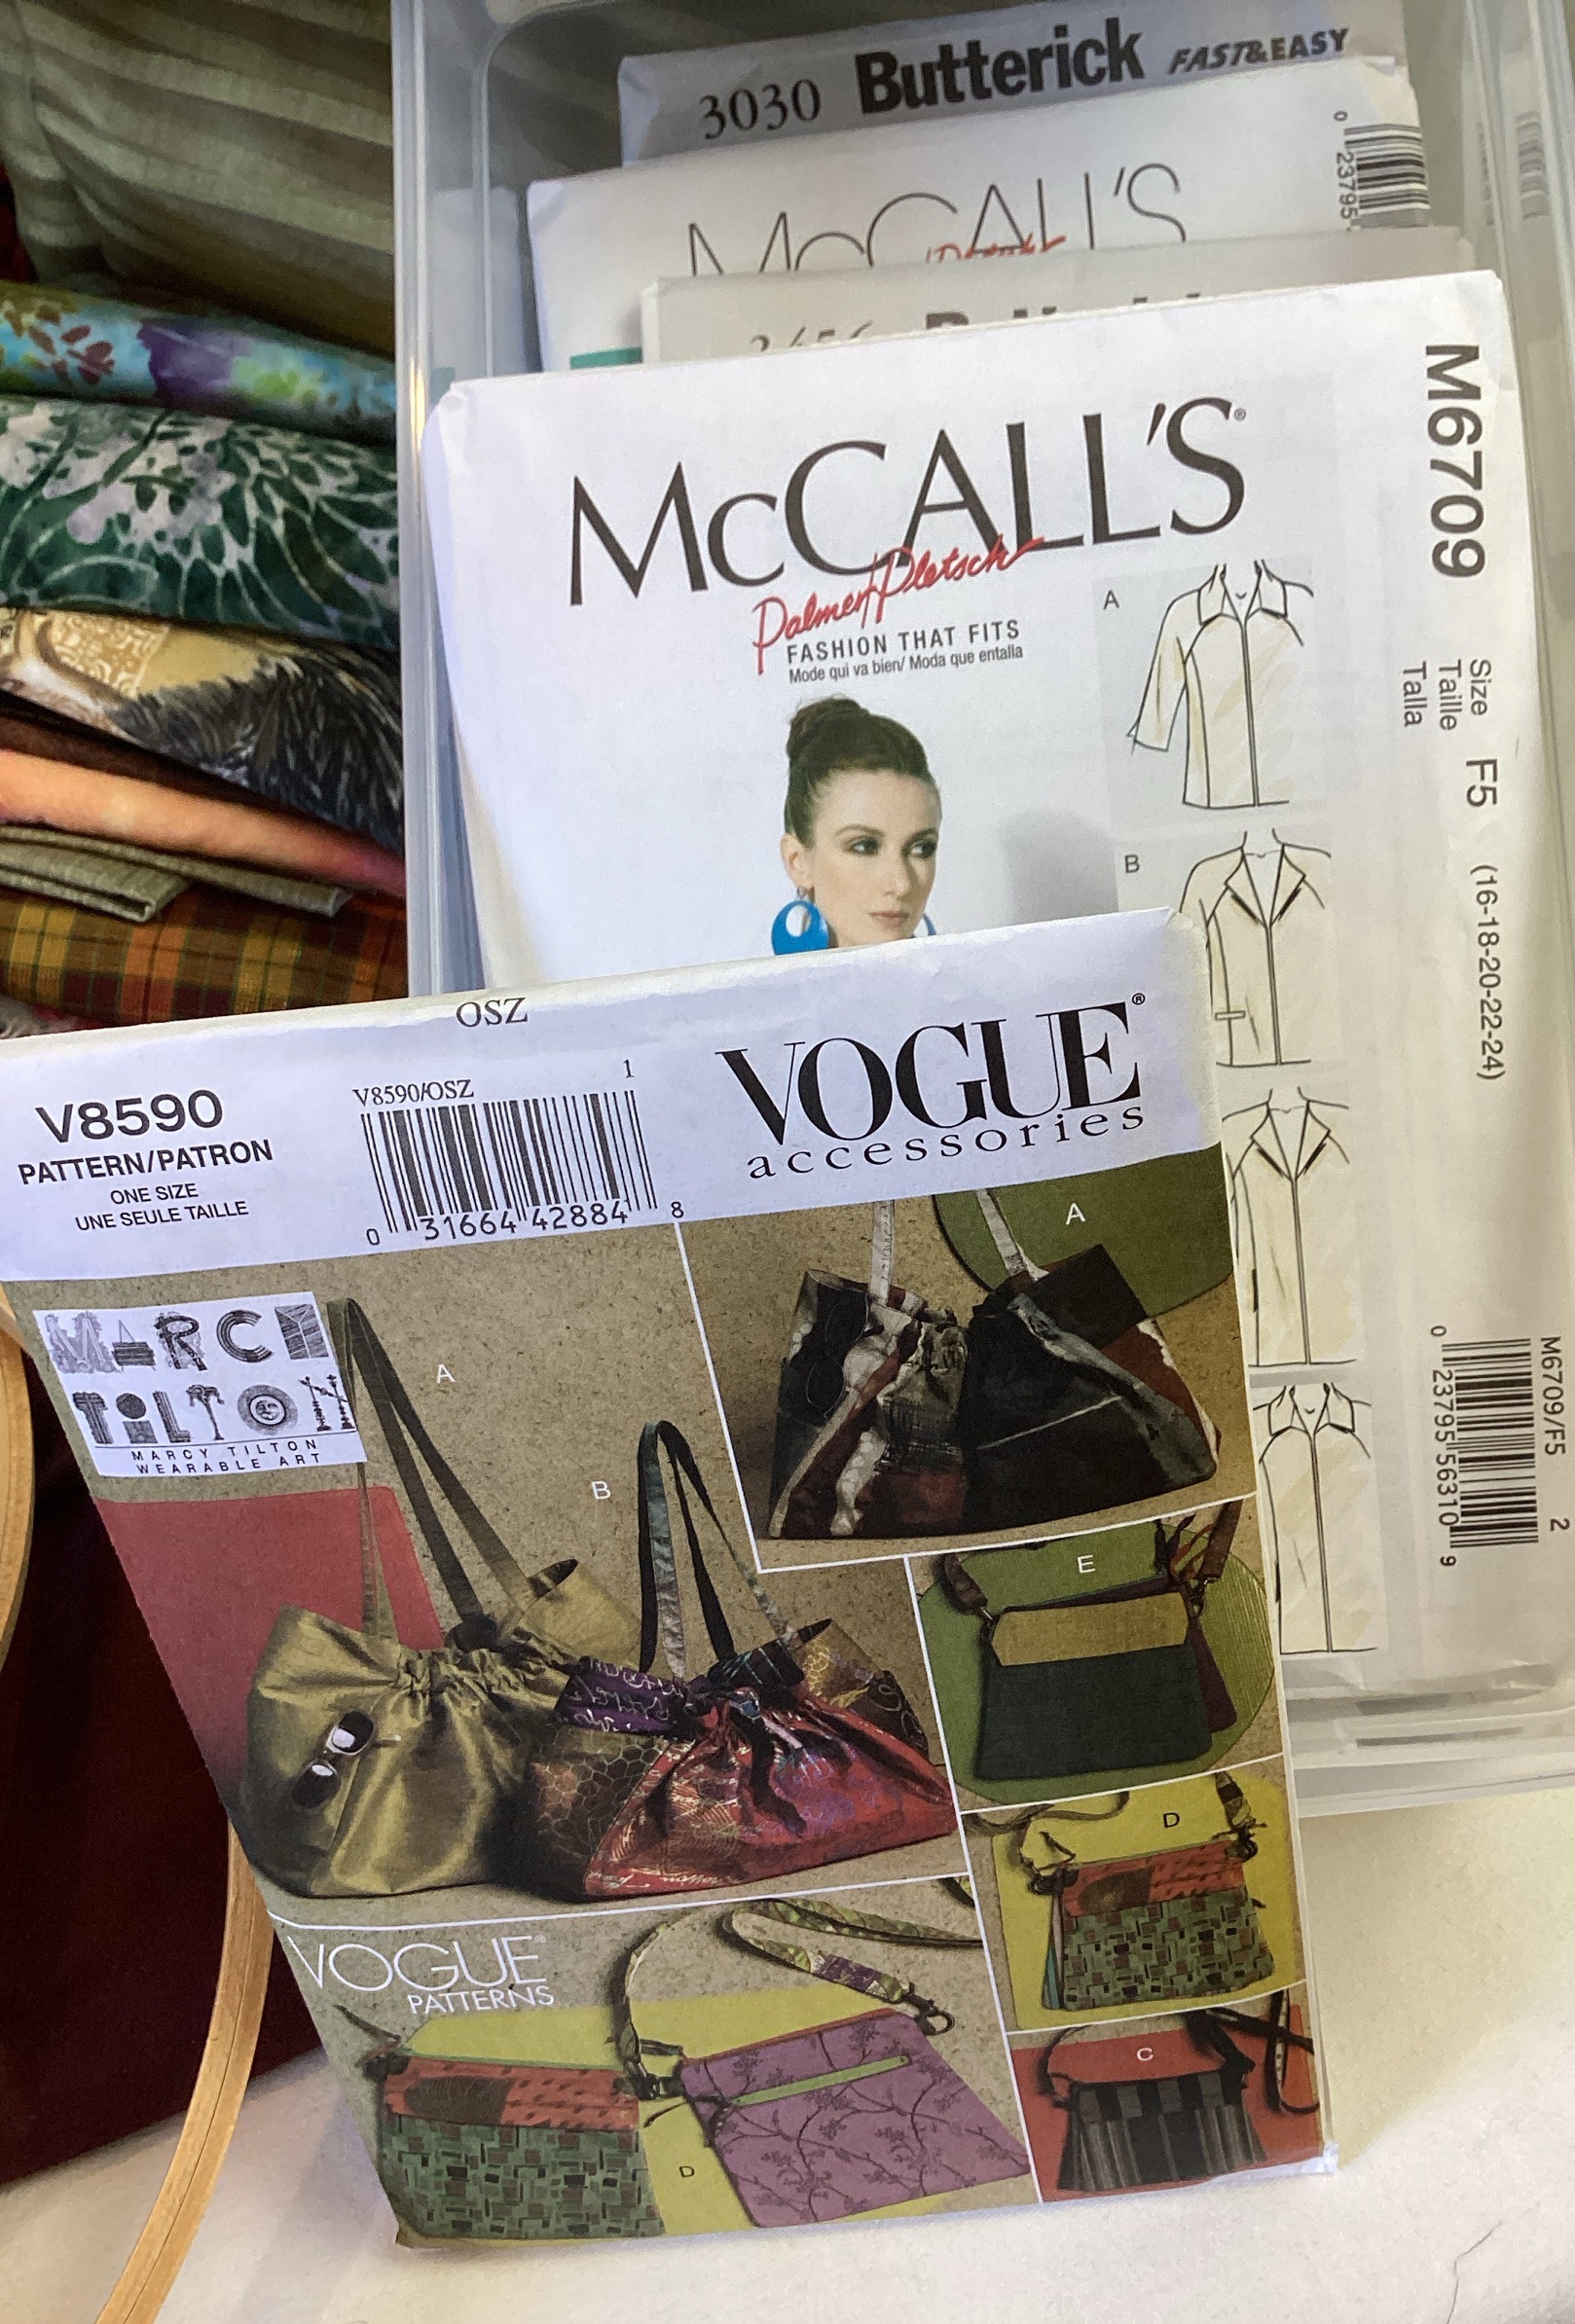 3030 Butterick FAST&EASY
0 23795
McCALL'S
McCALL'S®
Palmer/Pletsch
FASHION THAT FITS
Mode qui va bien/ Moda que entalla
A
B
M6709
Size
Taille
Talla
F5 (16-18-20-22-24)
M6709/F5 2
0 23795 56310 9
OSZ
V8590
PATTERN/PATRON
ONE SIZE
UNE SEULE TAILLE
V8590/OSZ 1
0 31664 42884 8
VOGUE®
accessories
MARCY
TILTON
MARCY TILTON
WEARABLE ART
A
A
B
E
D
C
D
VOGUE®
PATTERNS